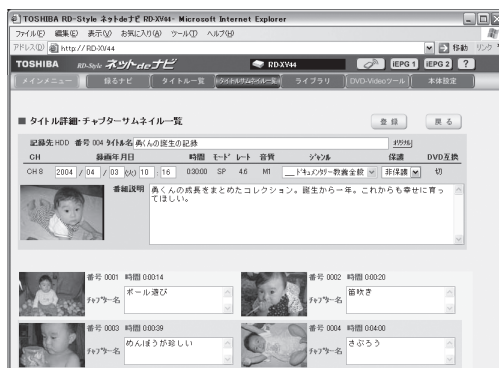 TOSHIBA RD-Style ネットdeナビ RD-XV44 - Microsoft Internet Explorer
ファイル(F) 編集(E) 表示(V) お気に入り(A) ツール(T) ヘルプ(H)
アドレス(D) http://RD-XV44 移動 リンク
TOSHIBA RD-Style ネットdeナビ RD-XV44 iEPG 1 iEPG 2 ?
メインメニュー 録るナビ タイトル一覧 タイトルサムネイル一覧 ライブラリ DVD-Videoツール 本体設定
■ タイトル詳細・チャプターサムネイル一覧 登録 戻る
記録先 HDD 番号 004 タイトル名 勇くんの誕生の記録 オリジナル
CH 録画年月日 時間 モード レート 音質 ジャンル 保護 DVD互換
CH 8 2004 / 04 / 03 (火) 10 : 16 0:30:00 SP 4.6 M1 __ドキュメンタリー教養全般 非保護 切
番組説明 勇くんの成長をまとめたコレクション。誕生から一年。これからも幸せに育ってほしい。
番号 0001 時間 0:00:14
チャプター名 ボール遊び
番号 0002 時間 0:00:20
チャプター名 笛吹き
番号 0003 時間 0:00:39
チャプター名 めんぼうが珍しい
番号 0004 時間 0:04:00
チャプター名 さぶろう